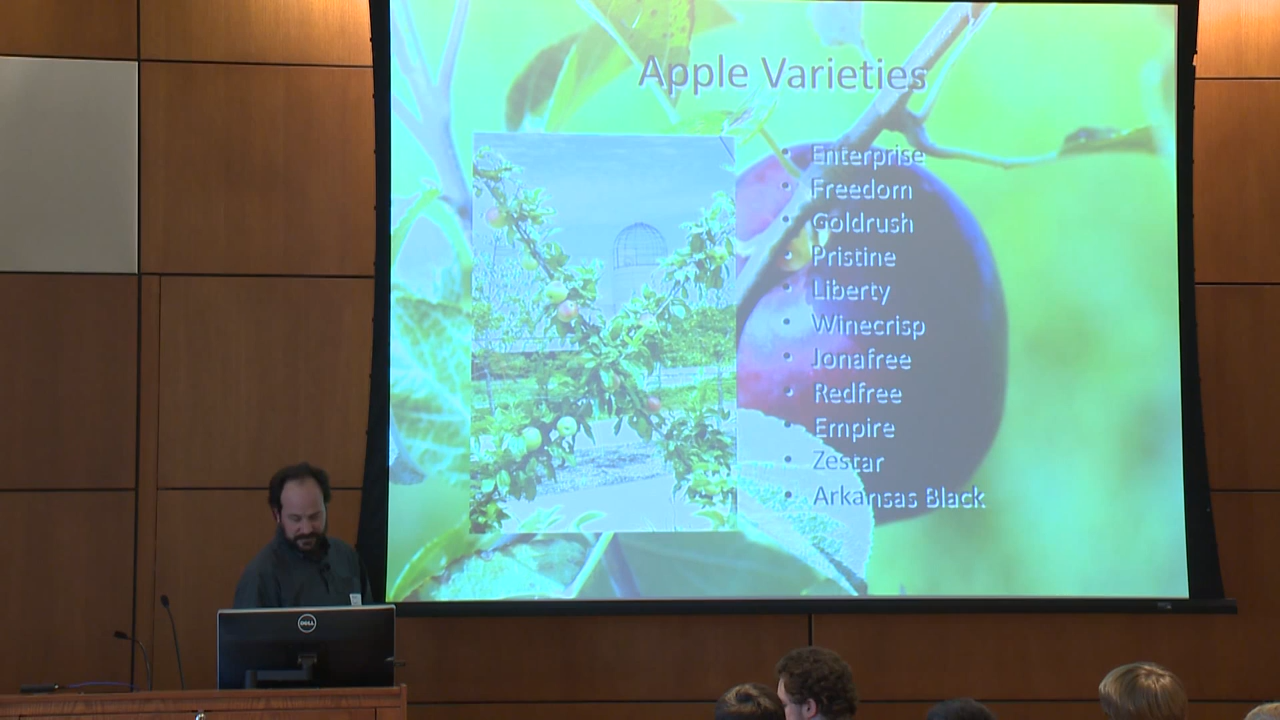 Apple Varieties
• Enterprise
• Freedom
• Goldrush
• Pristine
• Liberty
• Winecrisp
• Jonafree
• Redfree
• Empire
• Zestar
• Arkansas Black
DELL